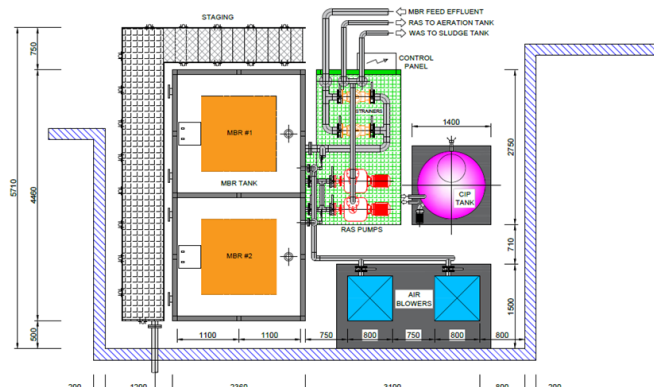 STAGING
MBR FEED EFFLUENT
RAS TO AERATION TANK
WAS TO SLUDGE TANK
CONTROL
PANEL
STRAINERS
750
1400
MBR #1
5710
4460
2750
MBR TANK
CIP
TANK
RAS PUMPS
MBR #2
710
AIR
BLOWERS
1500
500
1100
1100
750
800
750
800
800
200
1200
2360
3100
800
200